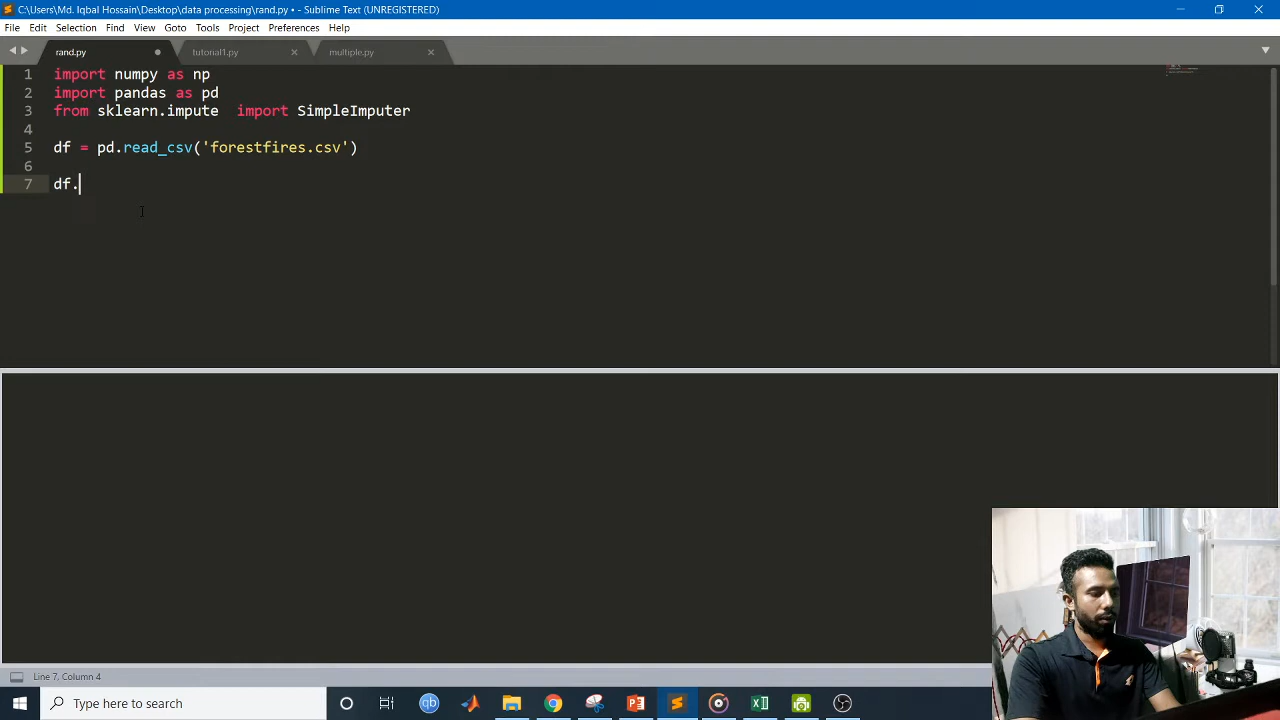 C:\Users\Md. Iqbal Hossain\Desktop\data processing\rand.py • - Sublime Text (UNREGISTERED)
File Edit Selection Find View Goto Tools Project Preferences Help
rand.py tutorial1.py multiple.py
1 import numpy as np
2 import pandas as pd
3 from sklearn.impute  import SimpleImputer
4
5 df = pd.read_csv('forestfires.csv')
6
7 df.
Line 7, Column 4
Type here to search